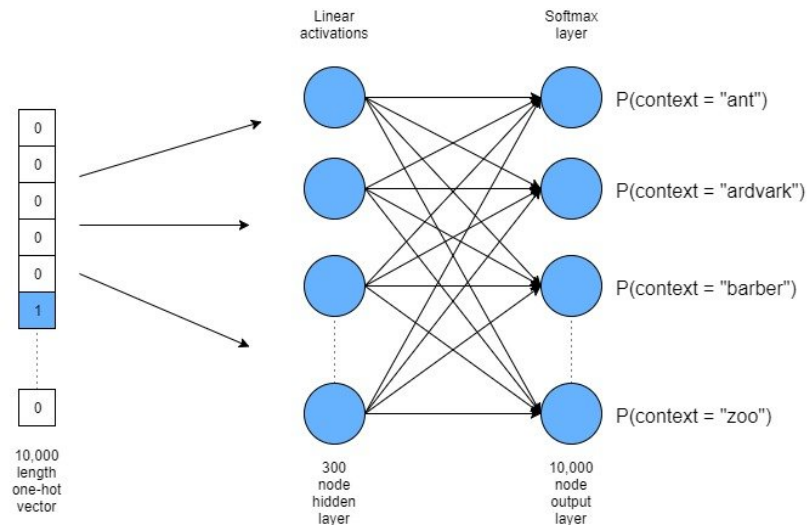 Linear
activations
Softmax
layer
0
0
0
0
0
1
0
P(context = "ant")
P(context = "ardvark")
P(context = "barber")
P(context = "zoo")
10,000
length
one-hot
vector
300
node
hidden
layer
10,000
node
output
layer